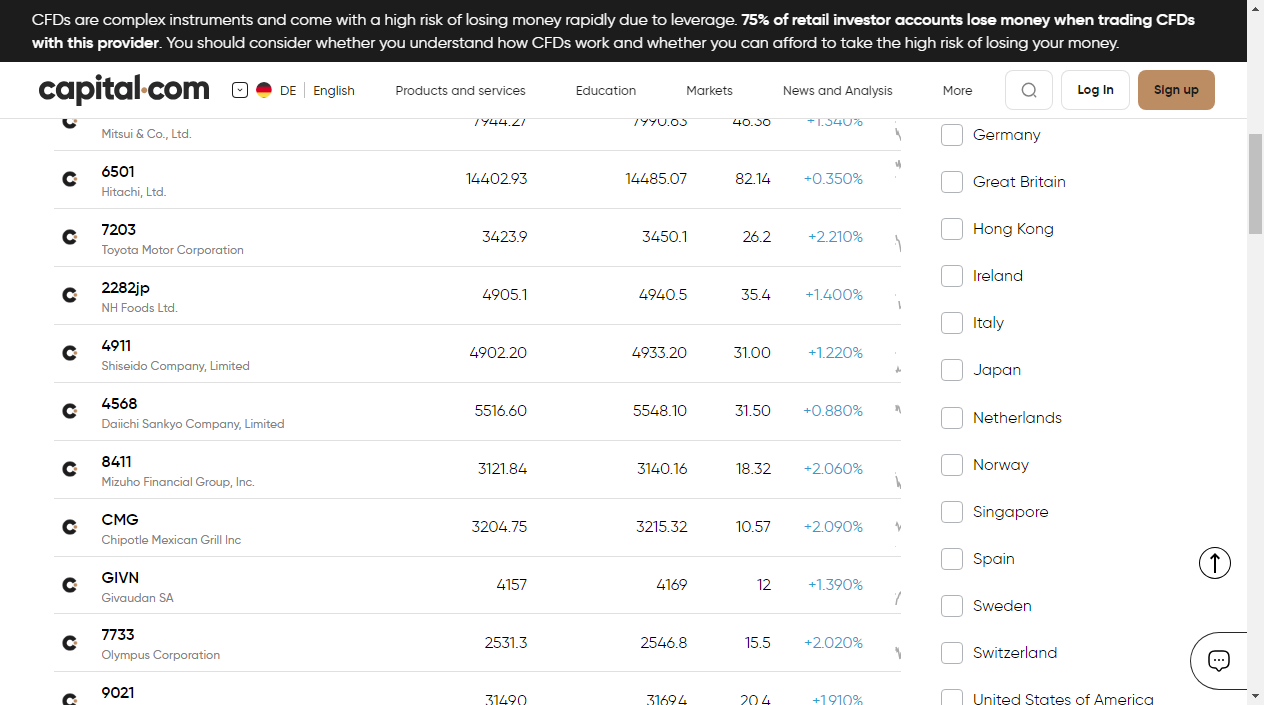 CFDs are complex instruments and come with a high risk of losing money rapidly due to leverage. 75% of retail investor accounts lose money when trading CFDs
with this provider. You should consider whether you understand how CFDs work and whether you can afford to take the high risk of losing your money.
capital.com DE English Products and services Education Markets News and Analysis More Log In Sign up
7944.27 7990.63 46.36 +1.340%
Mitsui & Co., Ltd.
6501 14402.93 14485.07 82.14 +0.350%
Hitachi, Ltd.
7203 3423.9 3450.1 26.2 +2.210%
Toyota Motor Corporation
2282jp 4905.1 4940.5 35.4 +1.400%
NH Foods Ltd.
4911 4902.20 4933.20 31.00 +1.220%
Shiseido Company, Limited
4568 5516.60 5548.10 31.50 +0.880%
Daiichi Sankyo Company, Limited
8411 3121.84 3140.16 18.32 +2.060%
Mizuho Financial Group, Inc.
CMG 3204.75 3215.32 10.57 +2.090%
Chipotle Mexican Grill Inc
GIVN 4157 4169 12 +1.390%
Givaudan SA
7733 2531.3 2546.8 15.5 +2.020%
Olympus Corporation
9021 3149.0 3169.4 20.4 +1.910%
Germany
Great Britain
Hong Kong
Ireland
Italy
Japan
Netherlands
Norway
Singapore
Spain
Sweden
Switzerland
United States of America